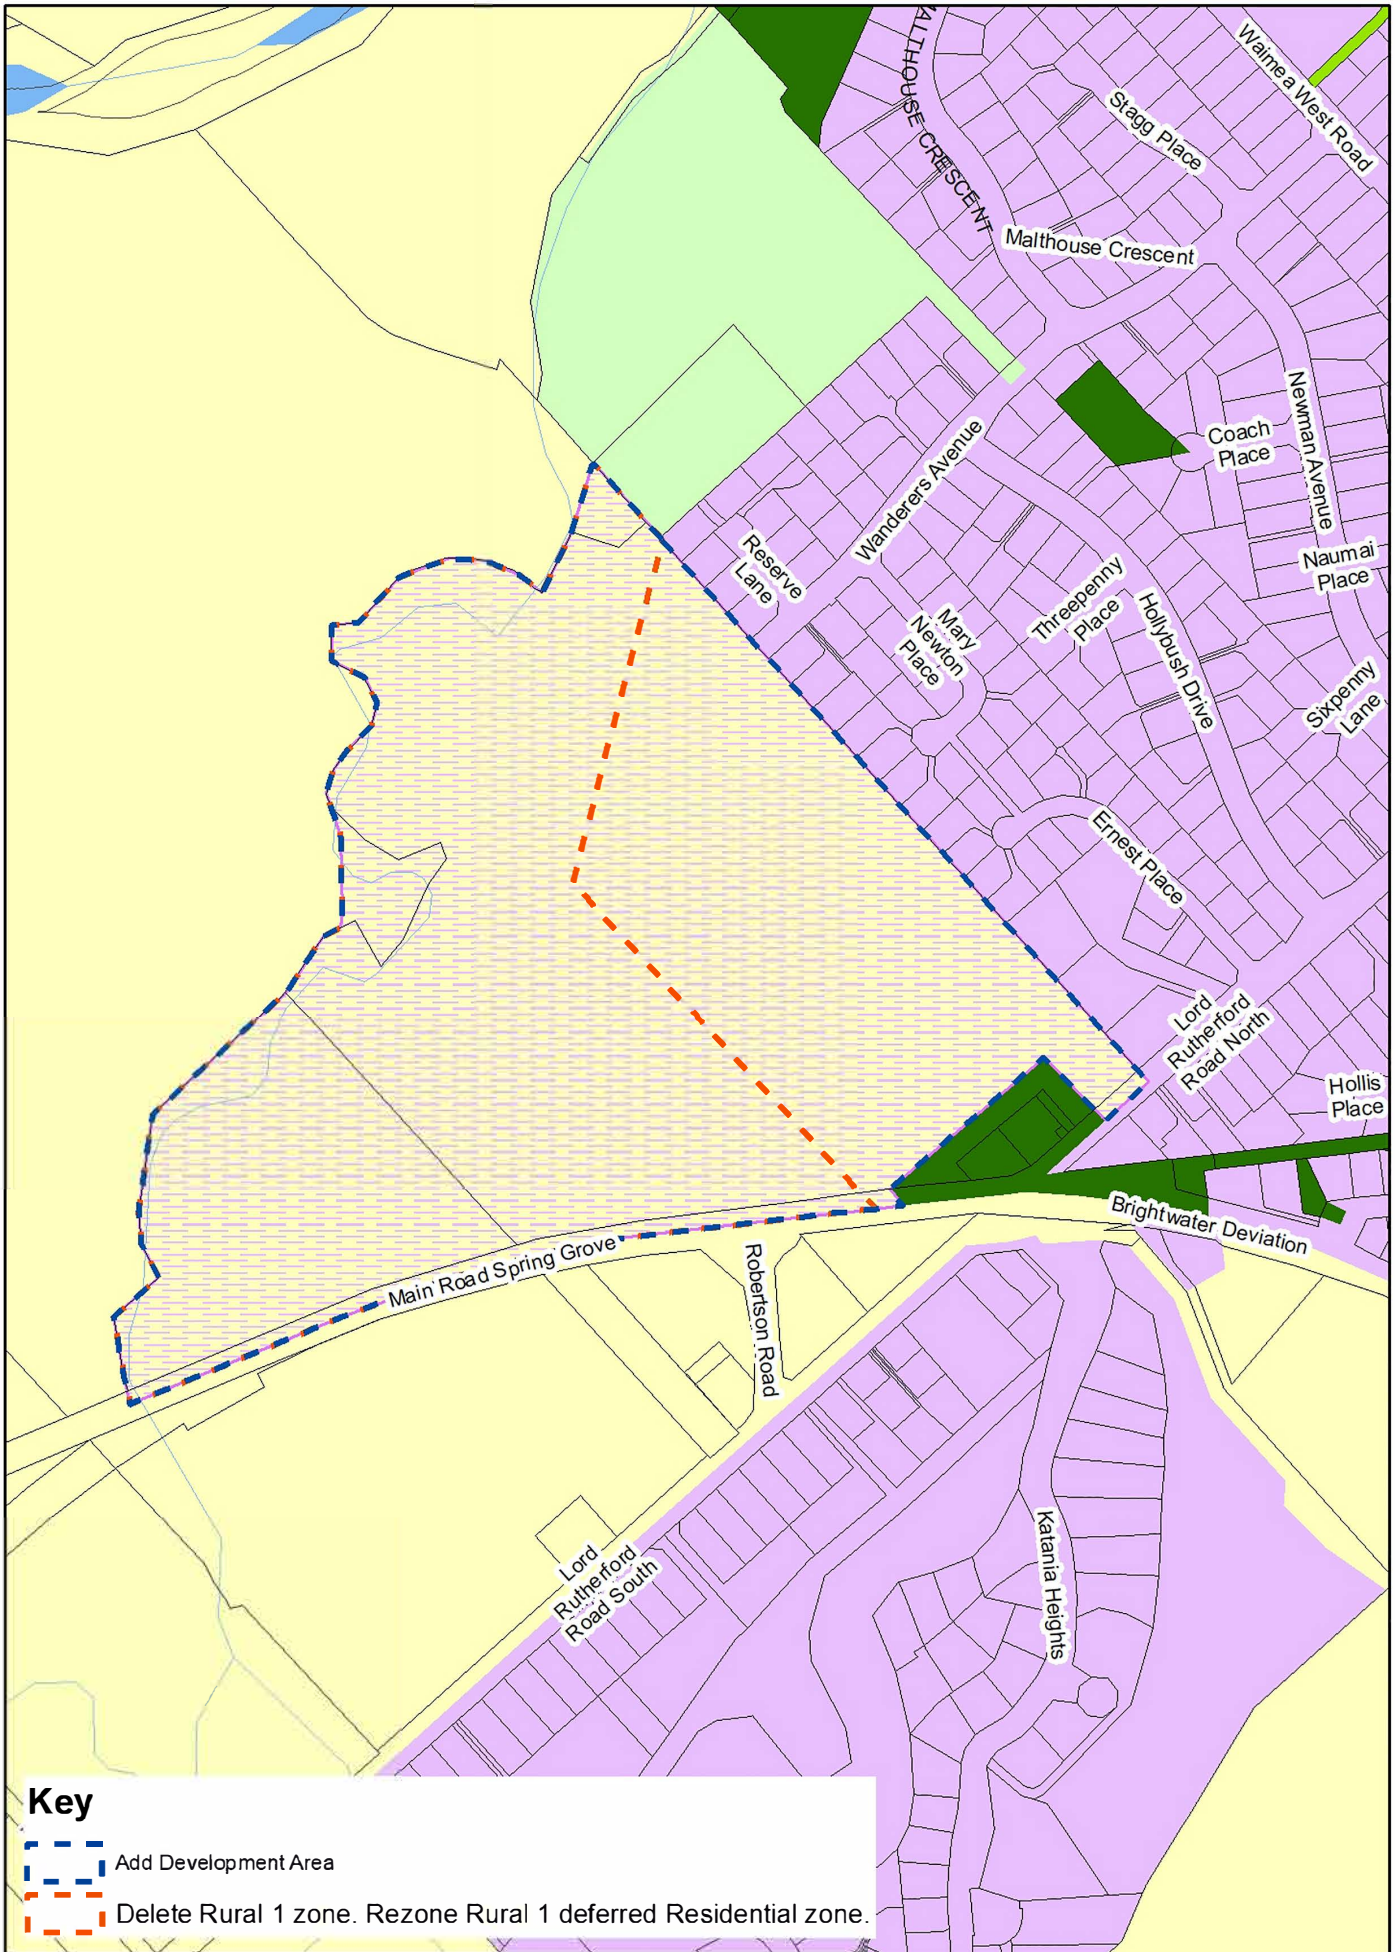 MALTHOUSE CRESCENT
Waimea West Road
Stagg Place
Malthouse Crescent
Newman Avenue
Coach
Place
Wanderers Avenue
Reserve
Lane
Naumai
Place
Threepenny
Place
Mary
Newton
Place
Hollybush Drive
Sixpenny
Lane
Ernest Place
Lord
Rutherford
Road North
Hollis
Place
Brightwater Deviation
Main Road Spring Grove
Robertson Road
Lord
Rutherford
Road South
Katania Heights
Key
Add Development Area
Delete Rural 1 zone. Rezone Rural 1 deferred Residential zone.